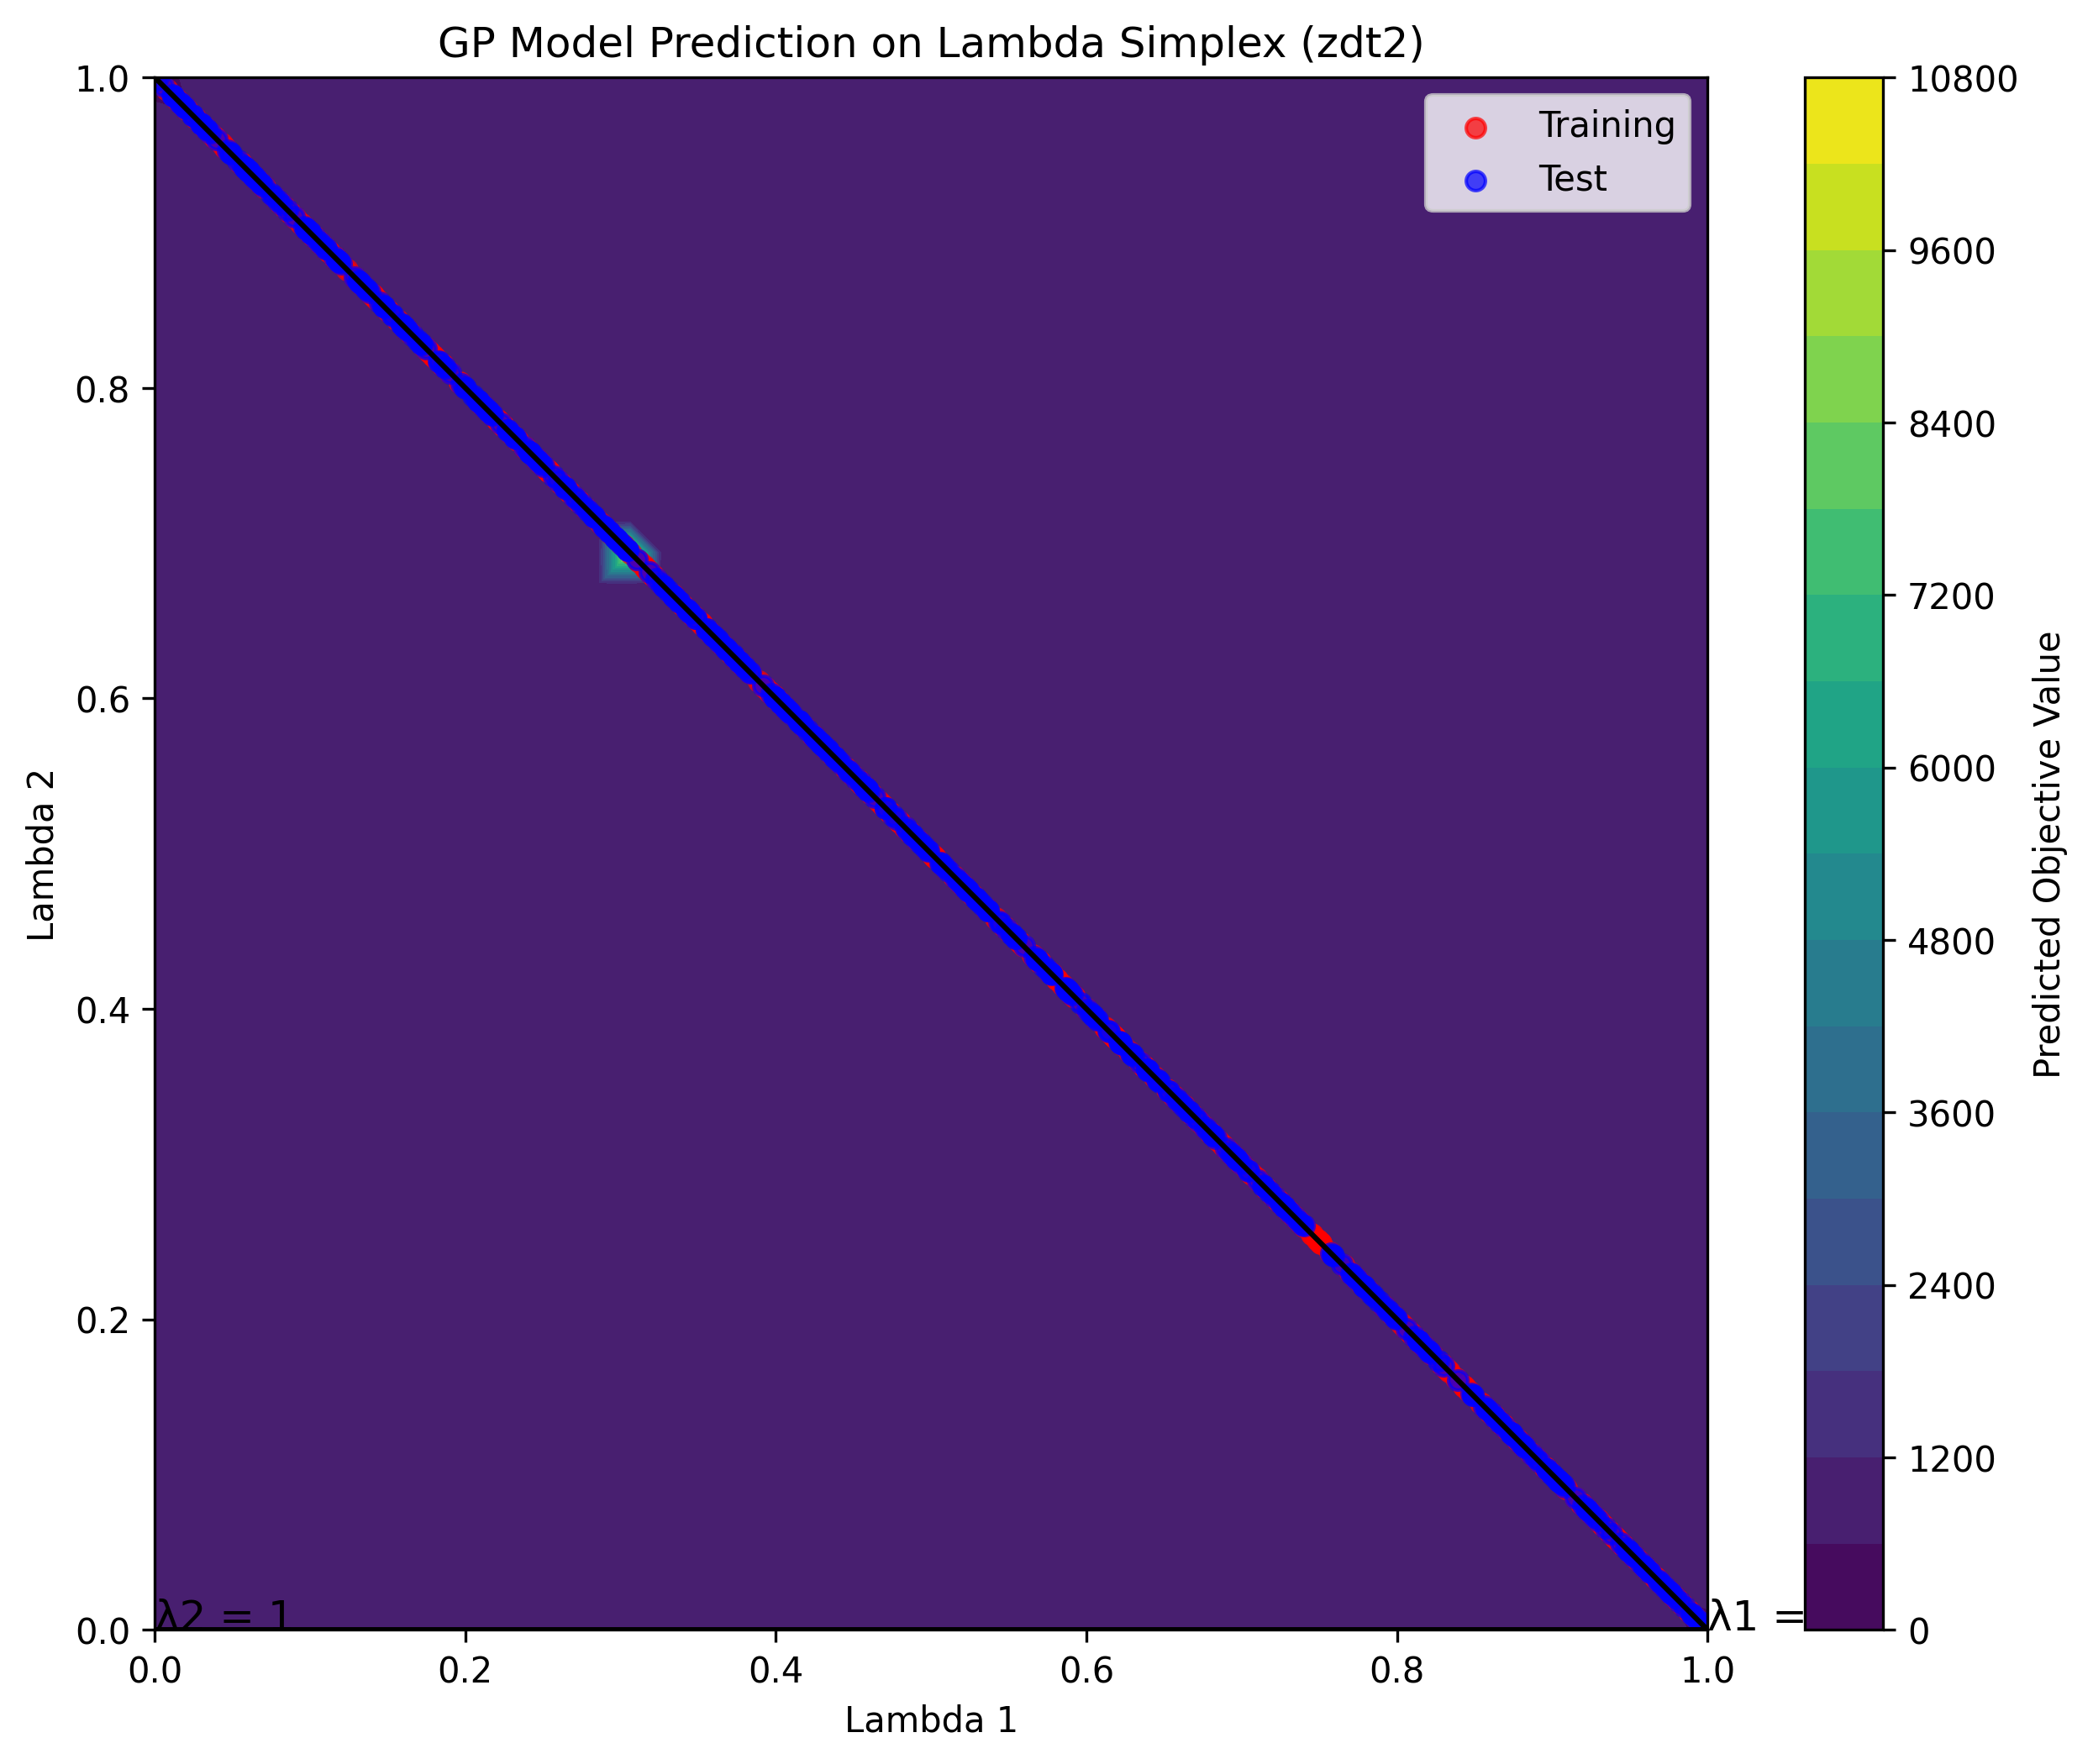 GP Model Prediction on Lambda Simplex (zdt2)
Training
Test
1.0
0.8
0.6
0.4
0.2
0.0
Lambda 2
λ2 = 1
λ1 =
0.0
0.2
0.4
0.6
0.8
1.0
Lambda 1
10800
9600
8400
7200
6000
4800
3600
2400
1200
0
Predicted Objective Value